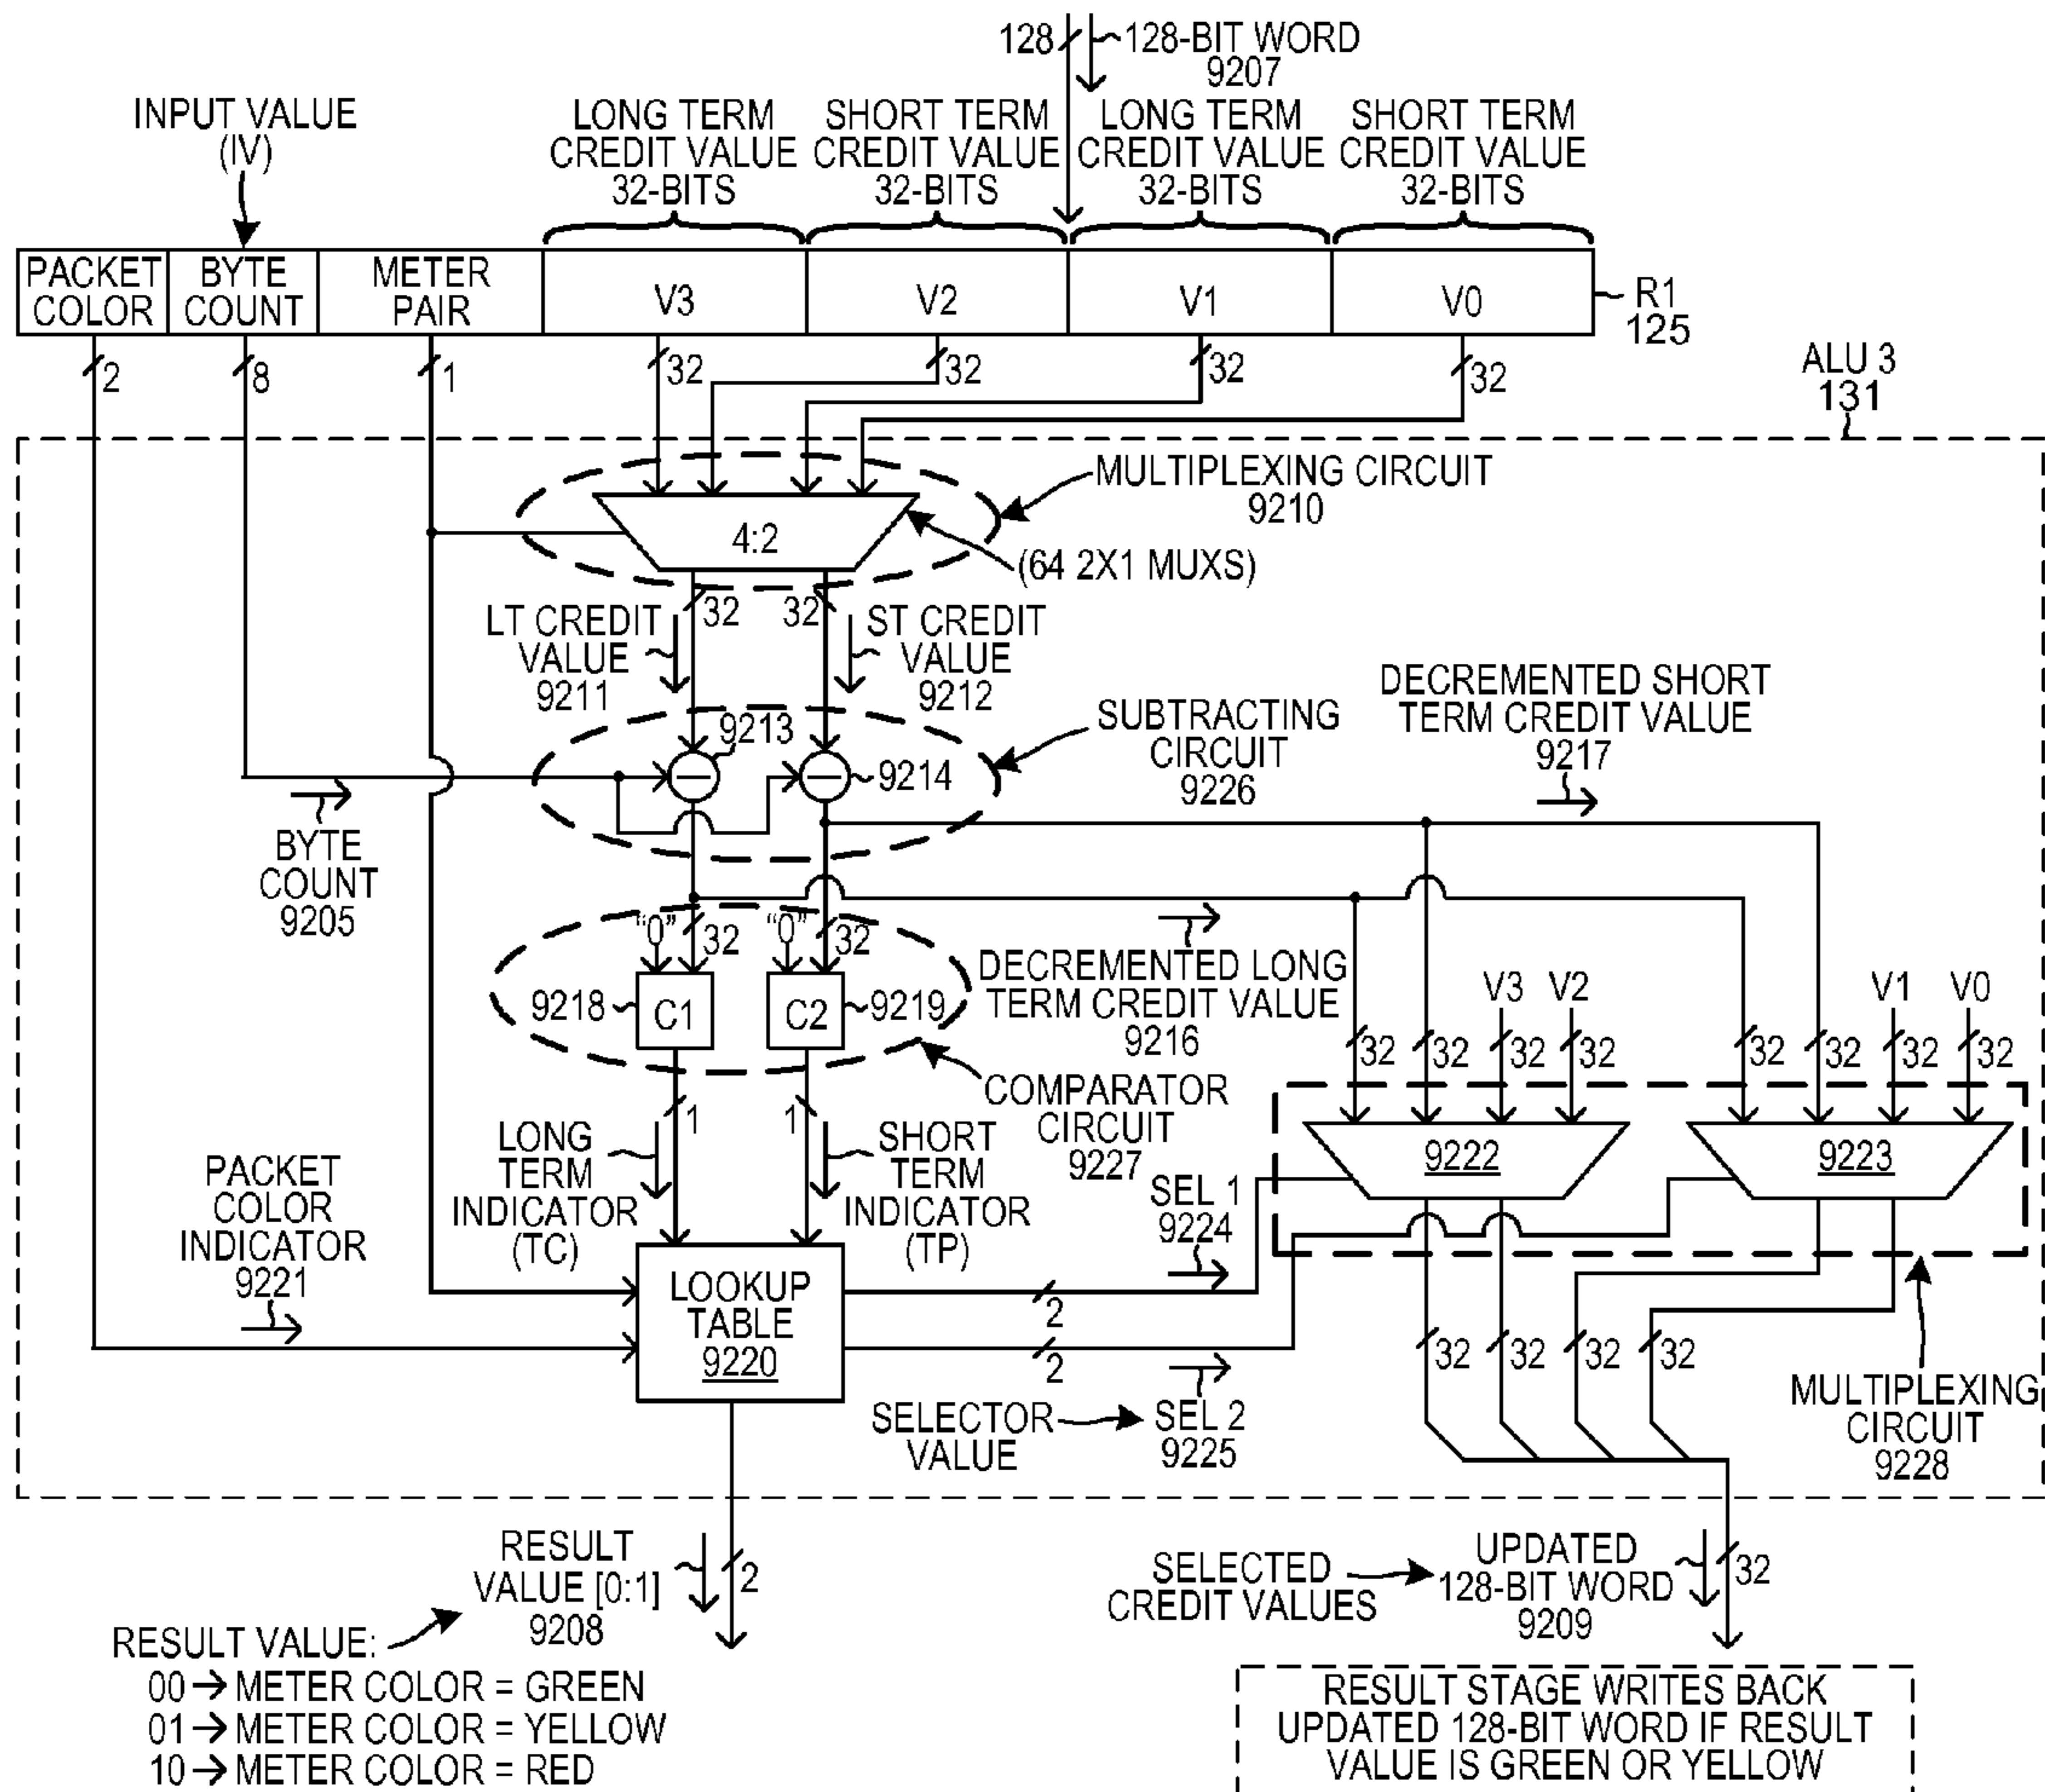 128
128-BIT WORD
9207
INPUT VALUE
(IV)
LONG TERM
CREDIT VALUE
32-BITS
SHORT TERM
CREDIT VALUE
32-BITS
LONG TERM
CREDIT VALUE
32-BITS
SHORT TERM
CREDIT VALUE
32-BITS
PACKET
COLOR
BYTE
COUNT
METER
PAIR
V3
V2
V1
V0
R1
125
2
8
1
32
32
32
32
ALU 3
131
MULTIPLEXING CIRCUIT
9210
4:2
(64 2X1 MUXS)
32
32
LT CREDIT
VALUE
9211
ST CREDIT
VALUE
9212
9213
9214
SUBTRACTING
CIRCUIT
9226
DECREMENTED SHORT
TERM CREDIT VALUE
9217
BYTE
COUNT
9205
"0"
32
"0"
32
9218
C1
C2
9219
DECREMENTED LONG
TERM CREDIT VALUE
9216
V3
V2
V1
V0
32
32
32
32
32
32
32
32
COMPARATOR
CIRCUIT
9227
1
1
LONG
TERM
INDICATOR
(TC)
SHORT
TERM
INDICATOR
(TP)
9222
9223
PACKET
COLOR
INDICATOR
9221
SEL 1
9224
LOOKUP
TABLE
9220
2
2
SELECTOR
VALUE
SEL 2
9225
32
32
32
32
MULTIPLEXING
CIRCUIT
9228
RESULT
VALUE [0:1]
9208
2
SELECTED
CREDIT VALUES
UPDATED
128-BIT WORD
9209
32
RESULT VALUE:
00→METER COLOR = GREEN
01→METER COLOR = YELLOW
10→METER COLOR = RED
RESULT STAGE WRITES BACK
UPDATED 128-BIT WORD IF RESULT
VALUE IS GREEN OR YELLOW